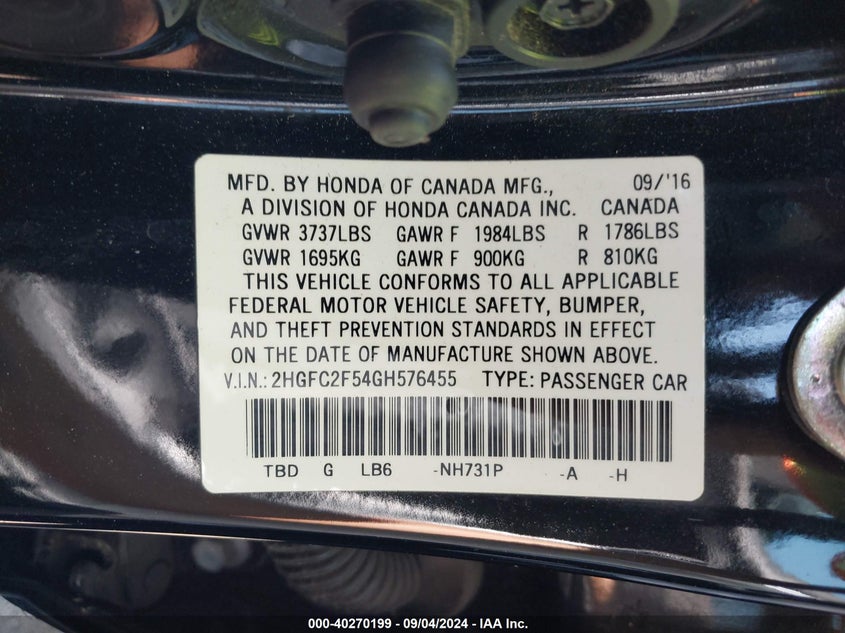 MFD. BY HONDA OF CANADA MFG., 09/'16
A DIVISION OF HONDA CANADA INC. CANADA
GVWR 3737LBS GAWR F 1984LBS R 1786LBS
GVWR 1695KG GAWR F 900KG R 810KG
THIS VEHICLE CONFORMS TO ALL APPLICABLE
FEDERAL MOTOR VEHICLE SAFETY, BUMPER,
AND THEFT PREVENTION STANDARDS IN EFFECT
ON THE DATE OF MANUFACTURE SHOWN ABOVE.
V.I.N.: 2HGFC2F54GH576455 TYPE: PASSENGER CAR
TBD G LB6 -NH731P -A -H
000-40270199 - 09/04/2024 - IAA Inc.